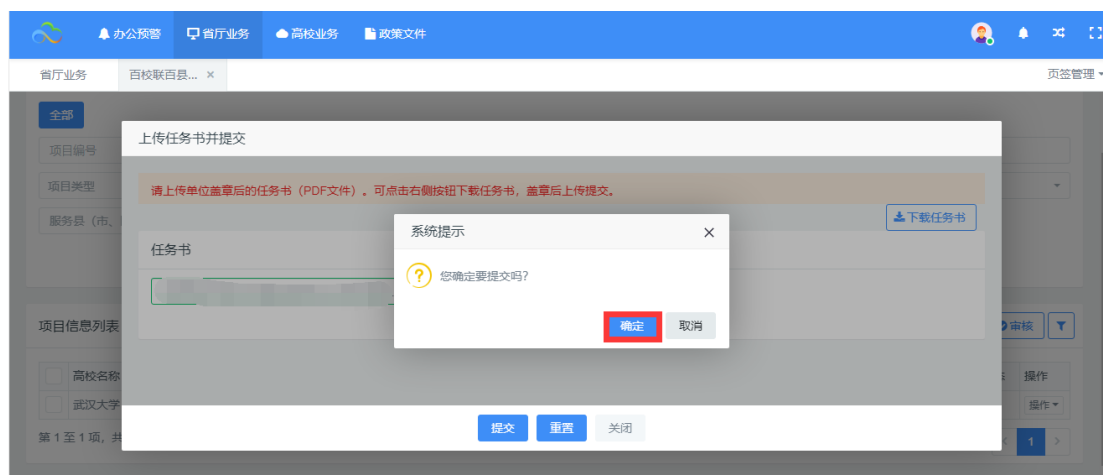 办公预警 省厅业务 高校业务 政策文件
省厅业务 百校联百县... × 页签管理
全部
上传任务书并提交
项目编号
项目类型
请上传单位盖章后的任务书（PDF文件）。可点击右侧按钮下载任务书，盖章后上传提交。
服务县（市、
下载任务书
系统提示 ×
任务书
? 您确定要提交吗?
项目信息列表
确定 取消
审核
高校名称 操作
武汉大学 操作
提交 重置 关闭
第 1 至 1 项，共 1